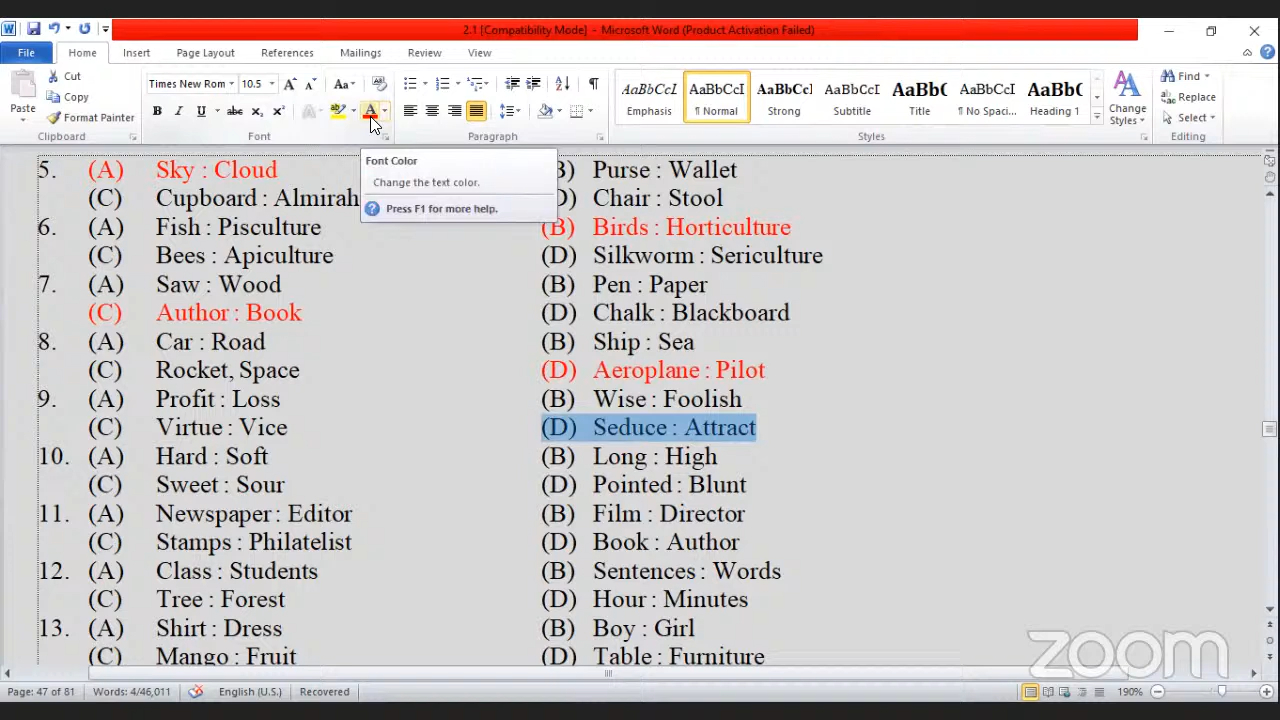 2.1 [Compatibility Mode] - Microsoft Word (Product Activation Failed)
File Home Insert Page Layout References Mailings Review View
Paste
Cut
Copy
Format Painter
Clipboard
Times New Rom 10.5
Font
Paragraph
AaBbCcI AaBbCcI AaBbCcI AaBbCcI AaBbC AaBbCcI AaBbC
Emphasis ¶ Normal Strong Subtitle Title ¶ No Spaci... Heading 1
Change Styles
Styles
Find
Replace
Select
Editing
Font Color
Change the text color.
Press F1 for more help.
5. (A) Sky : Cloud B) Purse : Wallet
(C) Cupboard : Almirah D) Chair : Stool
6. (A) Fish : Pisculture (B) Birds : Horticulture
(C) Bees : Apiculture (D) Silkworm : Sericulture
7. (A) Saw : Wood (B) Pen : Paper
(C) Author : Book (D) Chalk : Blackboard
8. (A) Car : Road (B) Ship : Sea
(C) Rocket, Space (D) Aeroplane : Pilot
9. (A) Profit : Loss (B) Wise : Foolish
(C) Virtue : Vice (D) Seduce : Attract
10. (A) Hard : Soft (B) Long : High
(C) Sweet : Sour (D) Pointed : Blunt
11. (A) Newspaper : Editor (B) Film : Director
(C) Stamps : Philatelist (D) Book : Author
12. (A) Class : Students (B) Sentences : Words
(C) Tree : Forest (D) Hour : Minutes
13. (A) Shirt : Dress (B) Boy : Girl
(C) Mango : Fruit (D) Table : Furniture
zoom
Page: 47 of 81 Words: 4/46,011 English (U.S.) Recovered 190%